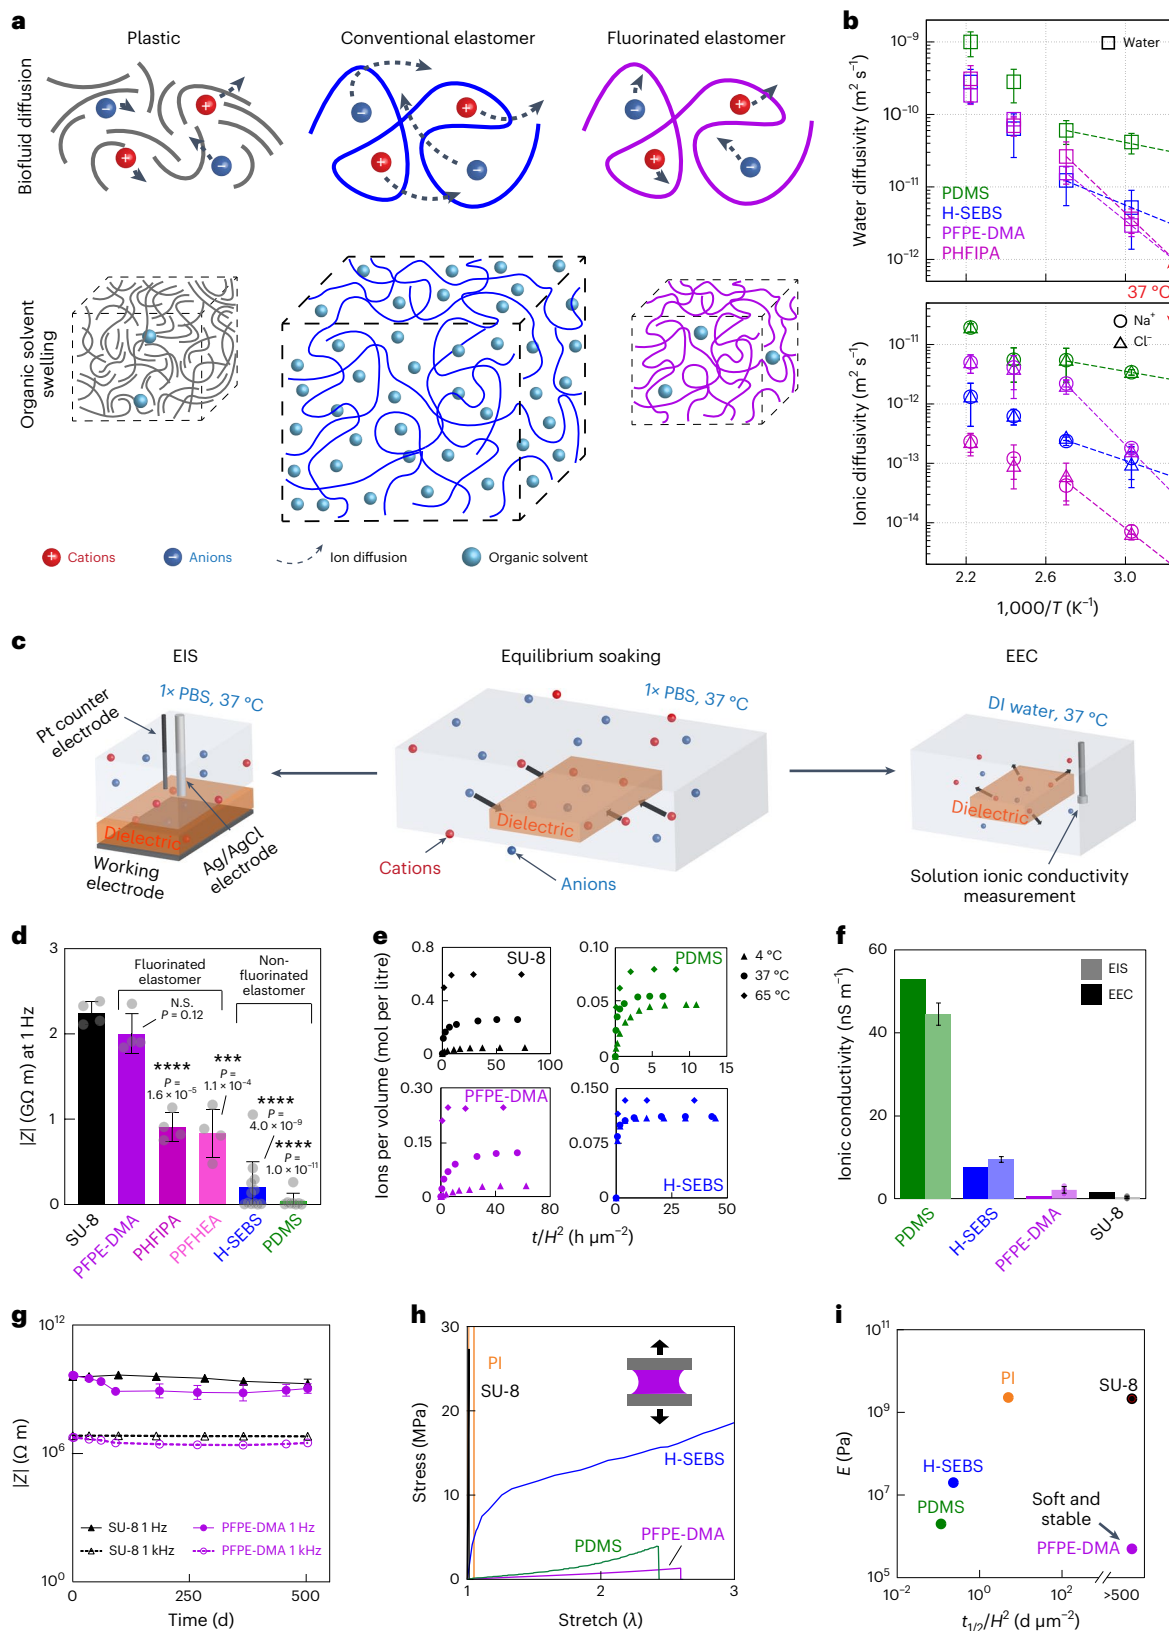 a
Plastic
Conventional elastomer
Fluorinated elastomer
Biofluid diffusion
Organic solvent
swelling
+ Cations
− Anions
Ion diffusion
Organic solvent
b
Water diffusivity (m² s⁻¹)
10⁻⁹
10⁻¹⁰
10⁻¹¹
10⁻¹²
Water
PDMS
H-SEBS
PFPE-DMA
PHFIPA
37 °C
Ionic diffusivity (m² s⁻¹)
10⁻¹¹
10⁻¹²
10⁻¹³
10⁻¹⁴
Na⁺
Cl⁻
2.2 2.6 3.0
1,000/T (K⁻¹)
c
EIS
Equilibrium soaking
EEC
Pt counter
electrode
1× PBS, 37 °C
Dielectric
Working
electrode
Ag/AgCl
electrode
1× PBS, 37 °C
Dielectric
Cations
Anions
DI water, 37 °C
Dielectric
Solution ionic conductivity
measurement
d
|Z| (GΩ m) at 1 Hz
3
2
1
0
Fluorinated
elastomer
Non-
fluorinated
elastomer
N.S.
P = 0.12
****
P =
1.6 × 10⁻⁵
***
P =
1.1 × 10⁻⁴
****
P =
4.0 × 10⁻⁹
****
P =
1.0 × 10⁻¹¹
SU-8
PFPE-DMA
PHFIPA
PPFHEA
H-SEBS
PDMS
e
Ions per volume (mol per litre)
0.8
0.4
0
SU-8
0 50 100
0.10
0.05
0
PDMS
0 5 10 15
4 °C
37 °C
65 °C
0.30
0.15
0
PFPE-DMA
0 40 80
0.150
0.075
0
H-SEBS
0 25 50
t/H² (h μm⁻²)
f
Ionic conductivity (nS m⁻¹)
60
40
20
0
EIS
EEC
PDMS
H-SEBS
PFPE-DMA
SU-8
g
|Z| (Ω m)
10¹²
10⁶
10⁰
SU-8 1 Hz
PFPE-DMA 1 Hz
SU-8 1 kHz
PFPE-DMA 1 kHz
0 250 500
Time (d)
h
Stress (MPa)
30
20
10
0
PI
SU-8
H-SEBS
PDMS
PFPE-DMA
1 2 3
Stretch (λ)
i
E (Pa)
10¹¹
10⁹
10⁷
10⁵
PI
SU-8
H-SEBS
PDMS
Soft and
stable
PFPE-DMA
10⁻² 10⁰ 10² >500
t₁/₂/H² (d μm⁻²)